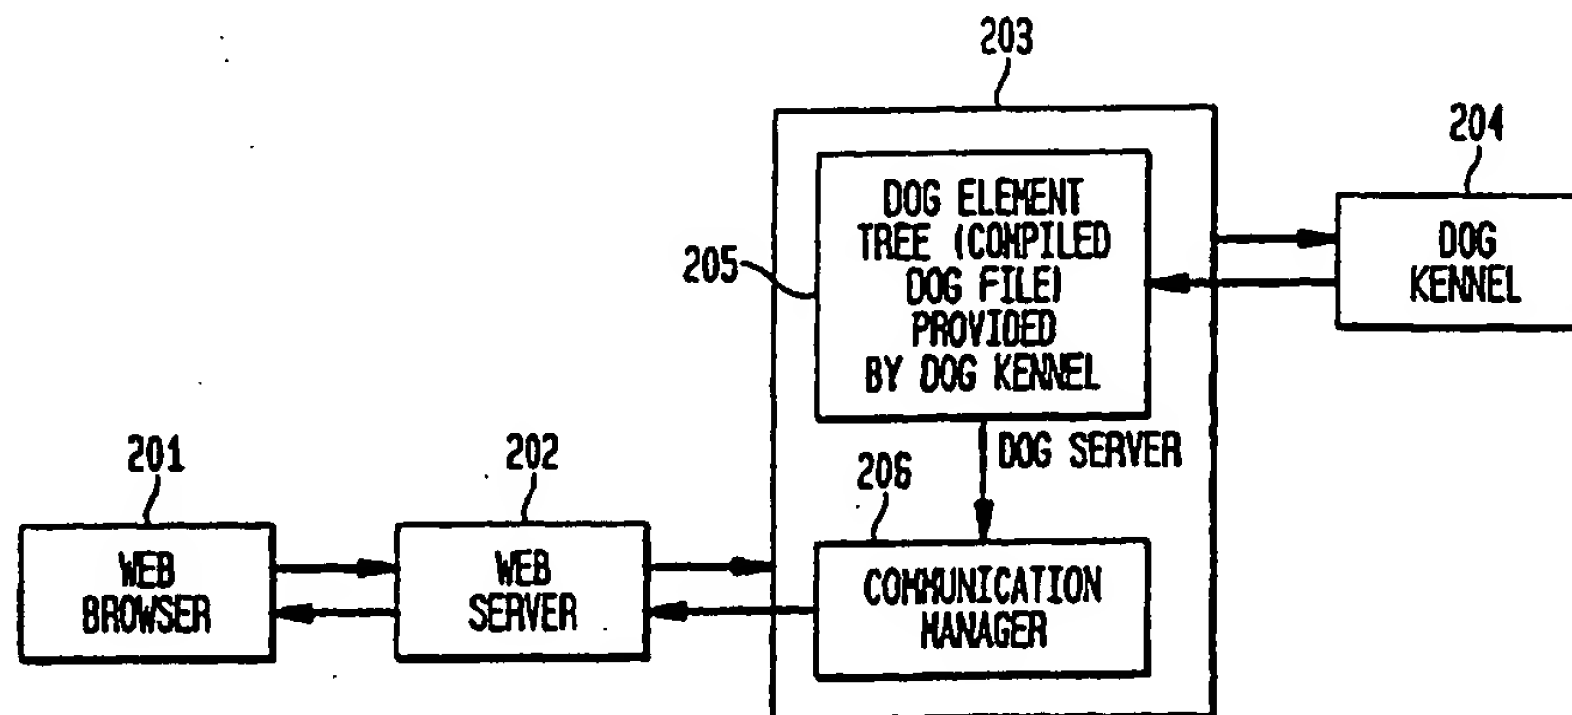 203
204
DOG ELEMENT
TREE (COMPILED
DOG FILE)
PROVIDED
BY DOG KENNEL
205
DOG
KENNEL
DOG SERVER
201
202
206
WEB
BROWSER
WEB
SERVER
COMMUNICATION
MANAGER